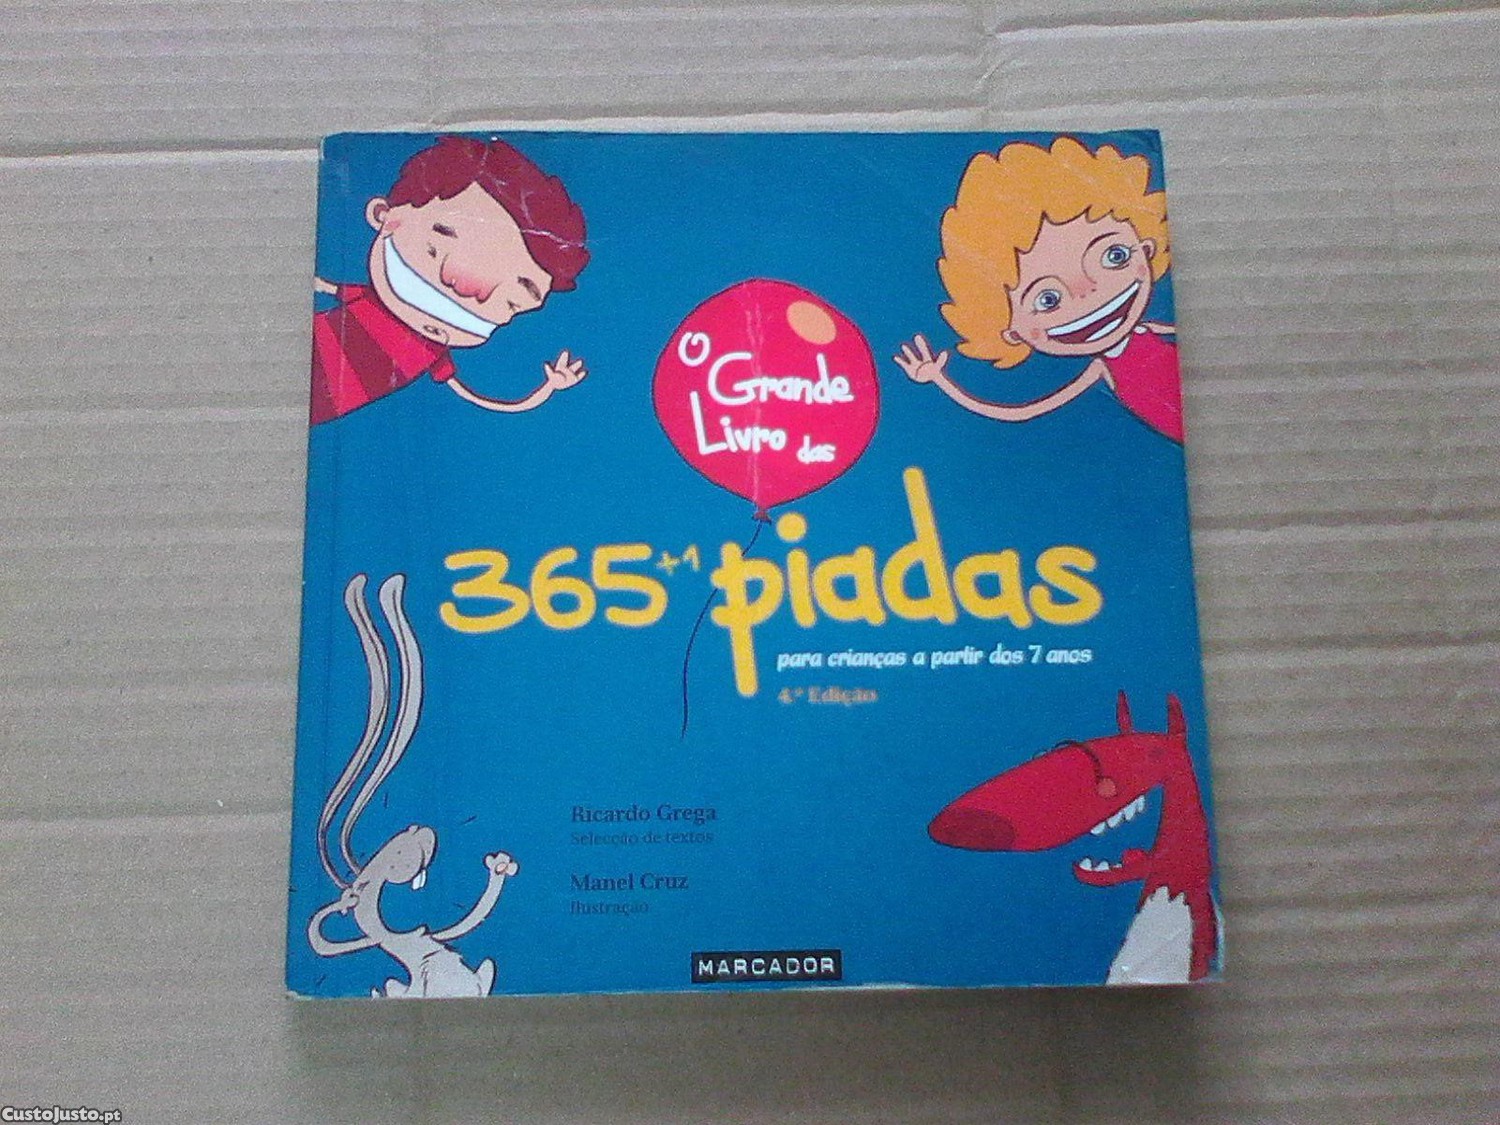 O
Grande
Livro das
365+1 piadas
para crianças a partir dos 7 anos
4.ª Edição
Ricardo Grega
Selecção de textos
Manel Cruz
Ilustração
MARCADOR
CustoJusto.pt